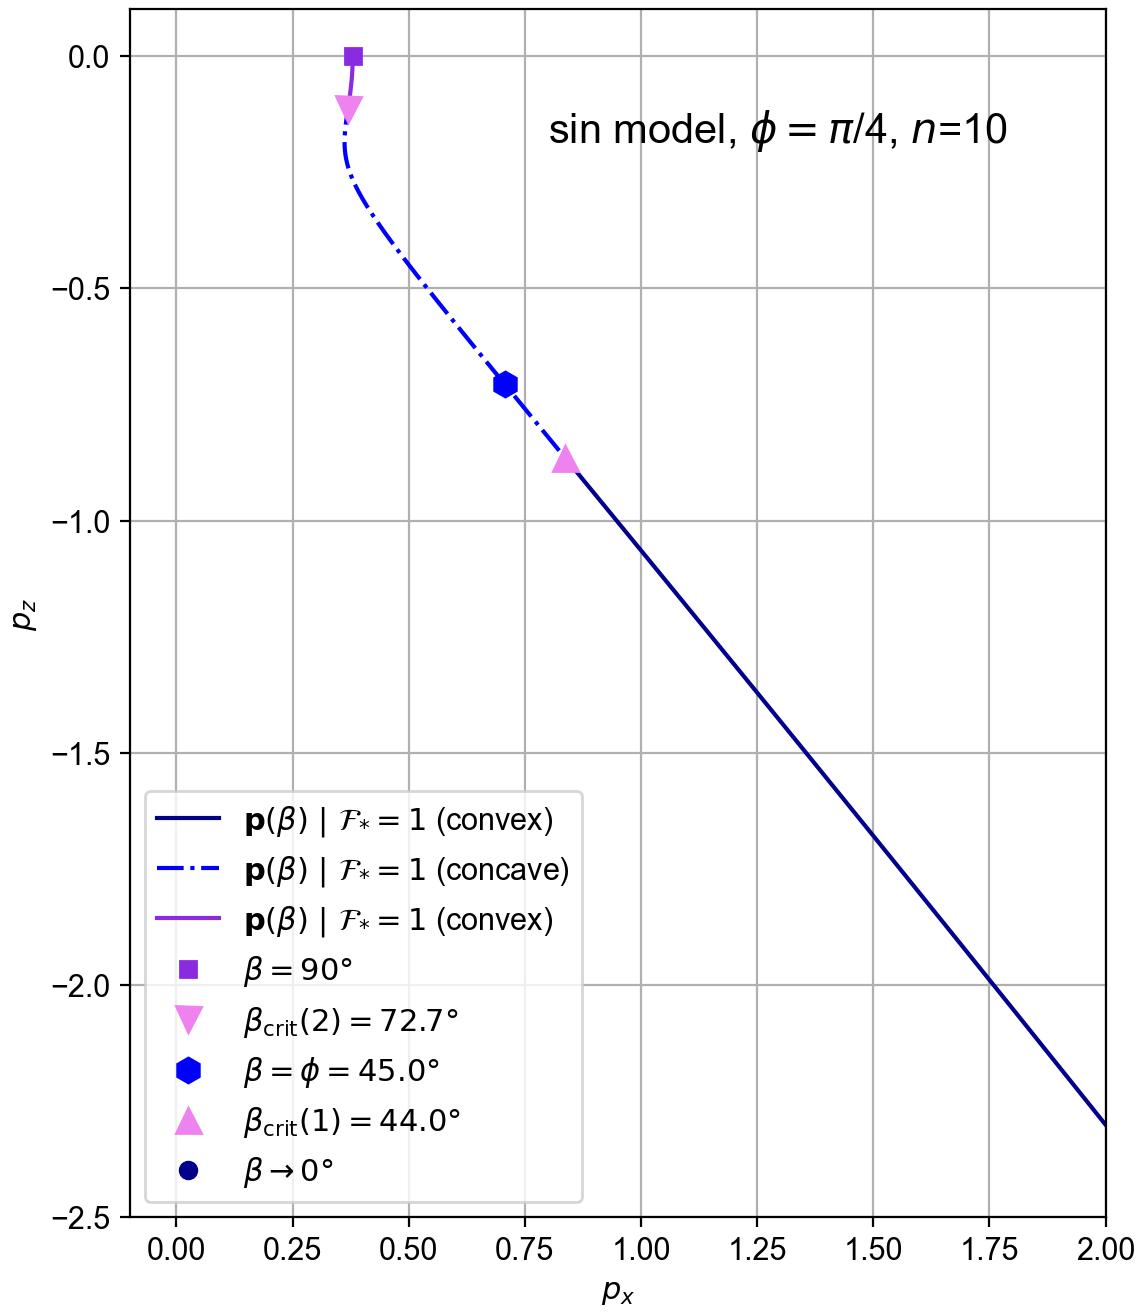 0.0
sin model, ϕ = π/4, n=10
−0.5
−1.0
p_z
−1.5
−2.0
−2.5
p(β) | ℱ* = 1 (convex)
p(β) | ℱ* = 1 (concave)
p(β) | ℱ* = 1 (convex)
β = 90°
β_crit(2) = 72.7°
β = ϕ = 45.0°
β_crit(1) = 44.0°
β → 0°
0.00 0.25 0.50 0.75 1.00 1.25 1.50 1.75 2.00
p_x